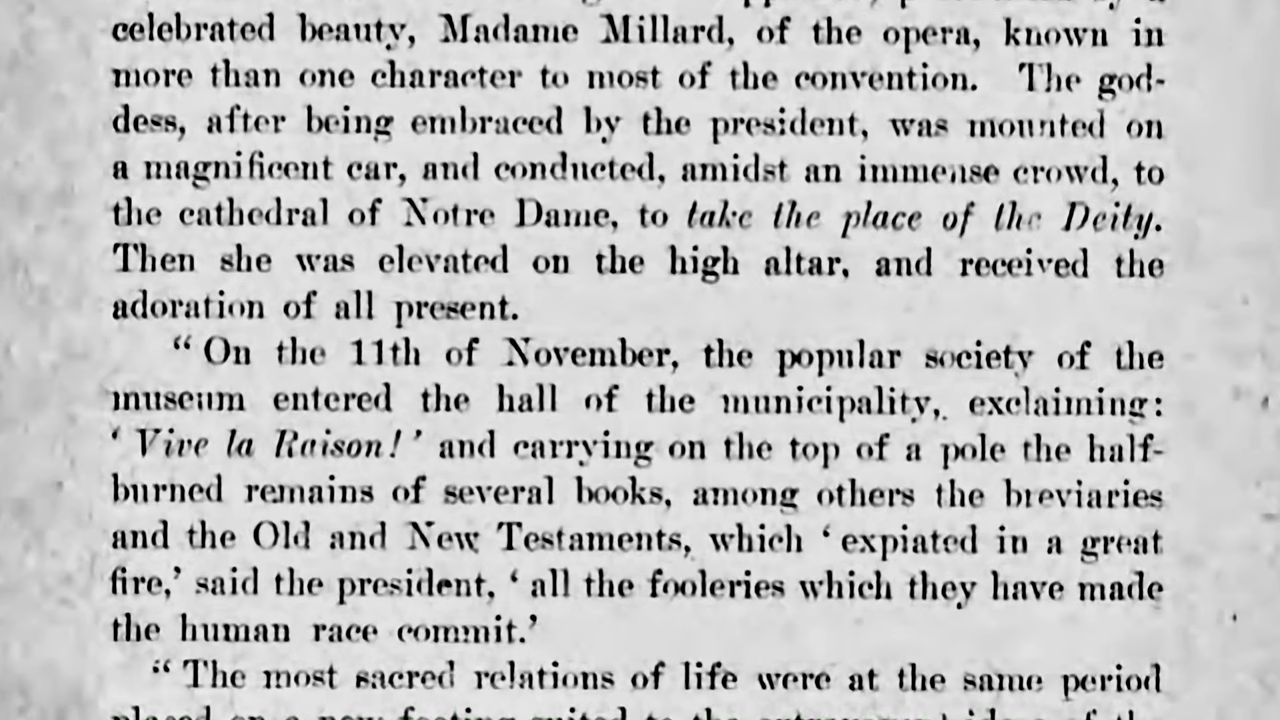 celebrated beauty, Madame Millard, of the opera, known in
more than one character to most of the convention. The god-
dess, after being embraced by the president, was mounted on
a magnificent car, and conducted, amidst an immense crowd, to
the cathedral of Notre Dame, to take the place of the Deity.
Then she was elevated on the high altar, and received the
adoration of all present.
“ On the 11th of November, the popular society of the
museum entered the hall of the municipality, exclaiming:
‘ Vive la Raison! ’ and carrying on the top of a pole the half-
burned remains of several books, among others the breviaries
and the Old and New Testaments, which ‘ expiated in a great
fire,’ said the president, ‘ all the fooleries which they have made
the human race commit.’
“ The most sacred relations of life were at the same period